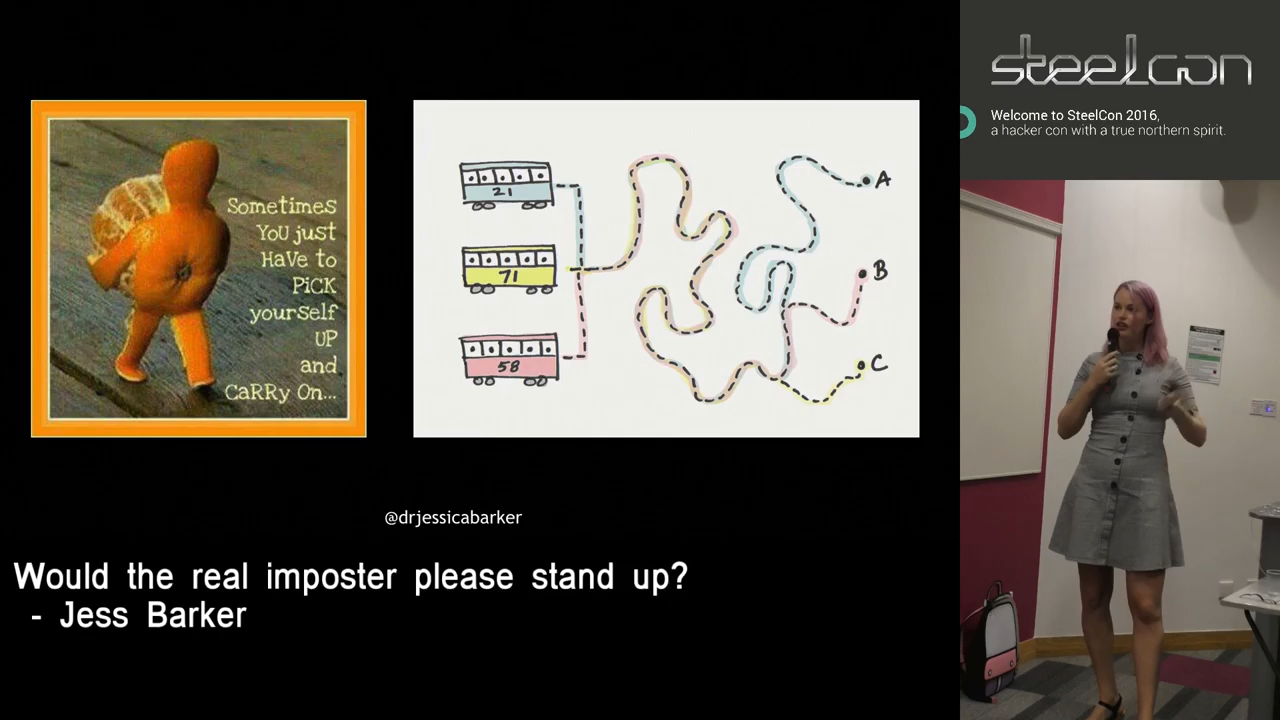 Sometimes
YoU just
HaVe to
PiCK
yourself
UP
and
CaRRy On...
21
71
58
A
B
C
@drjessicabarker
Would the real imposter please stand up?
- Jess Barker
steelcon
Welcome to SteelCon 2016,
a hacker con with a true northern spirit.